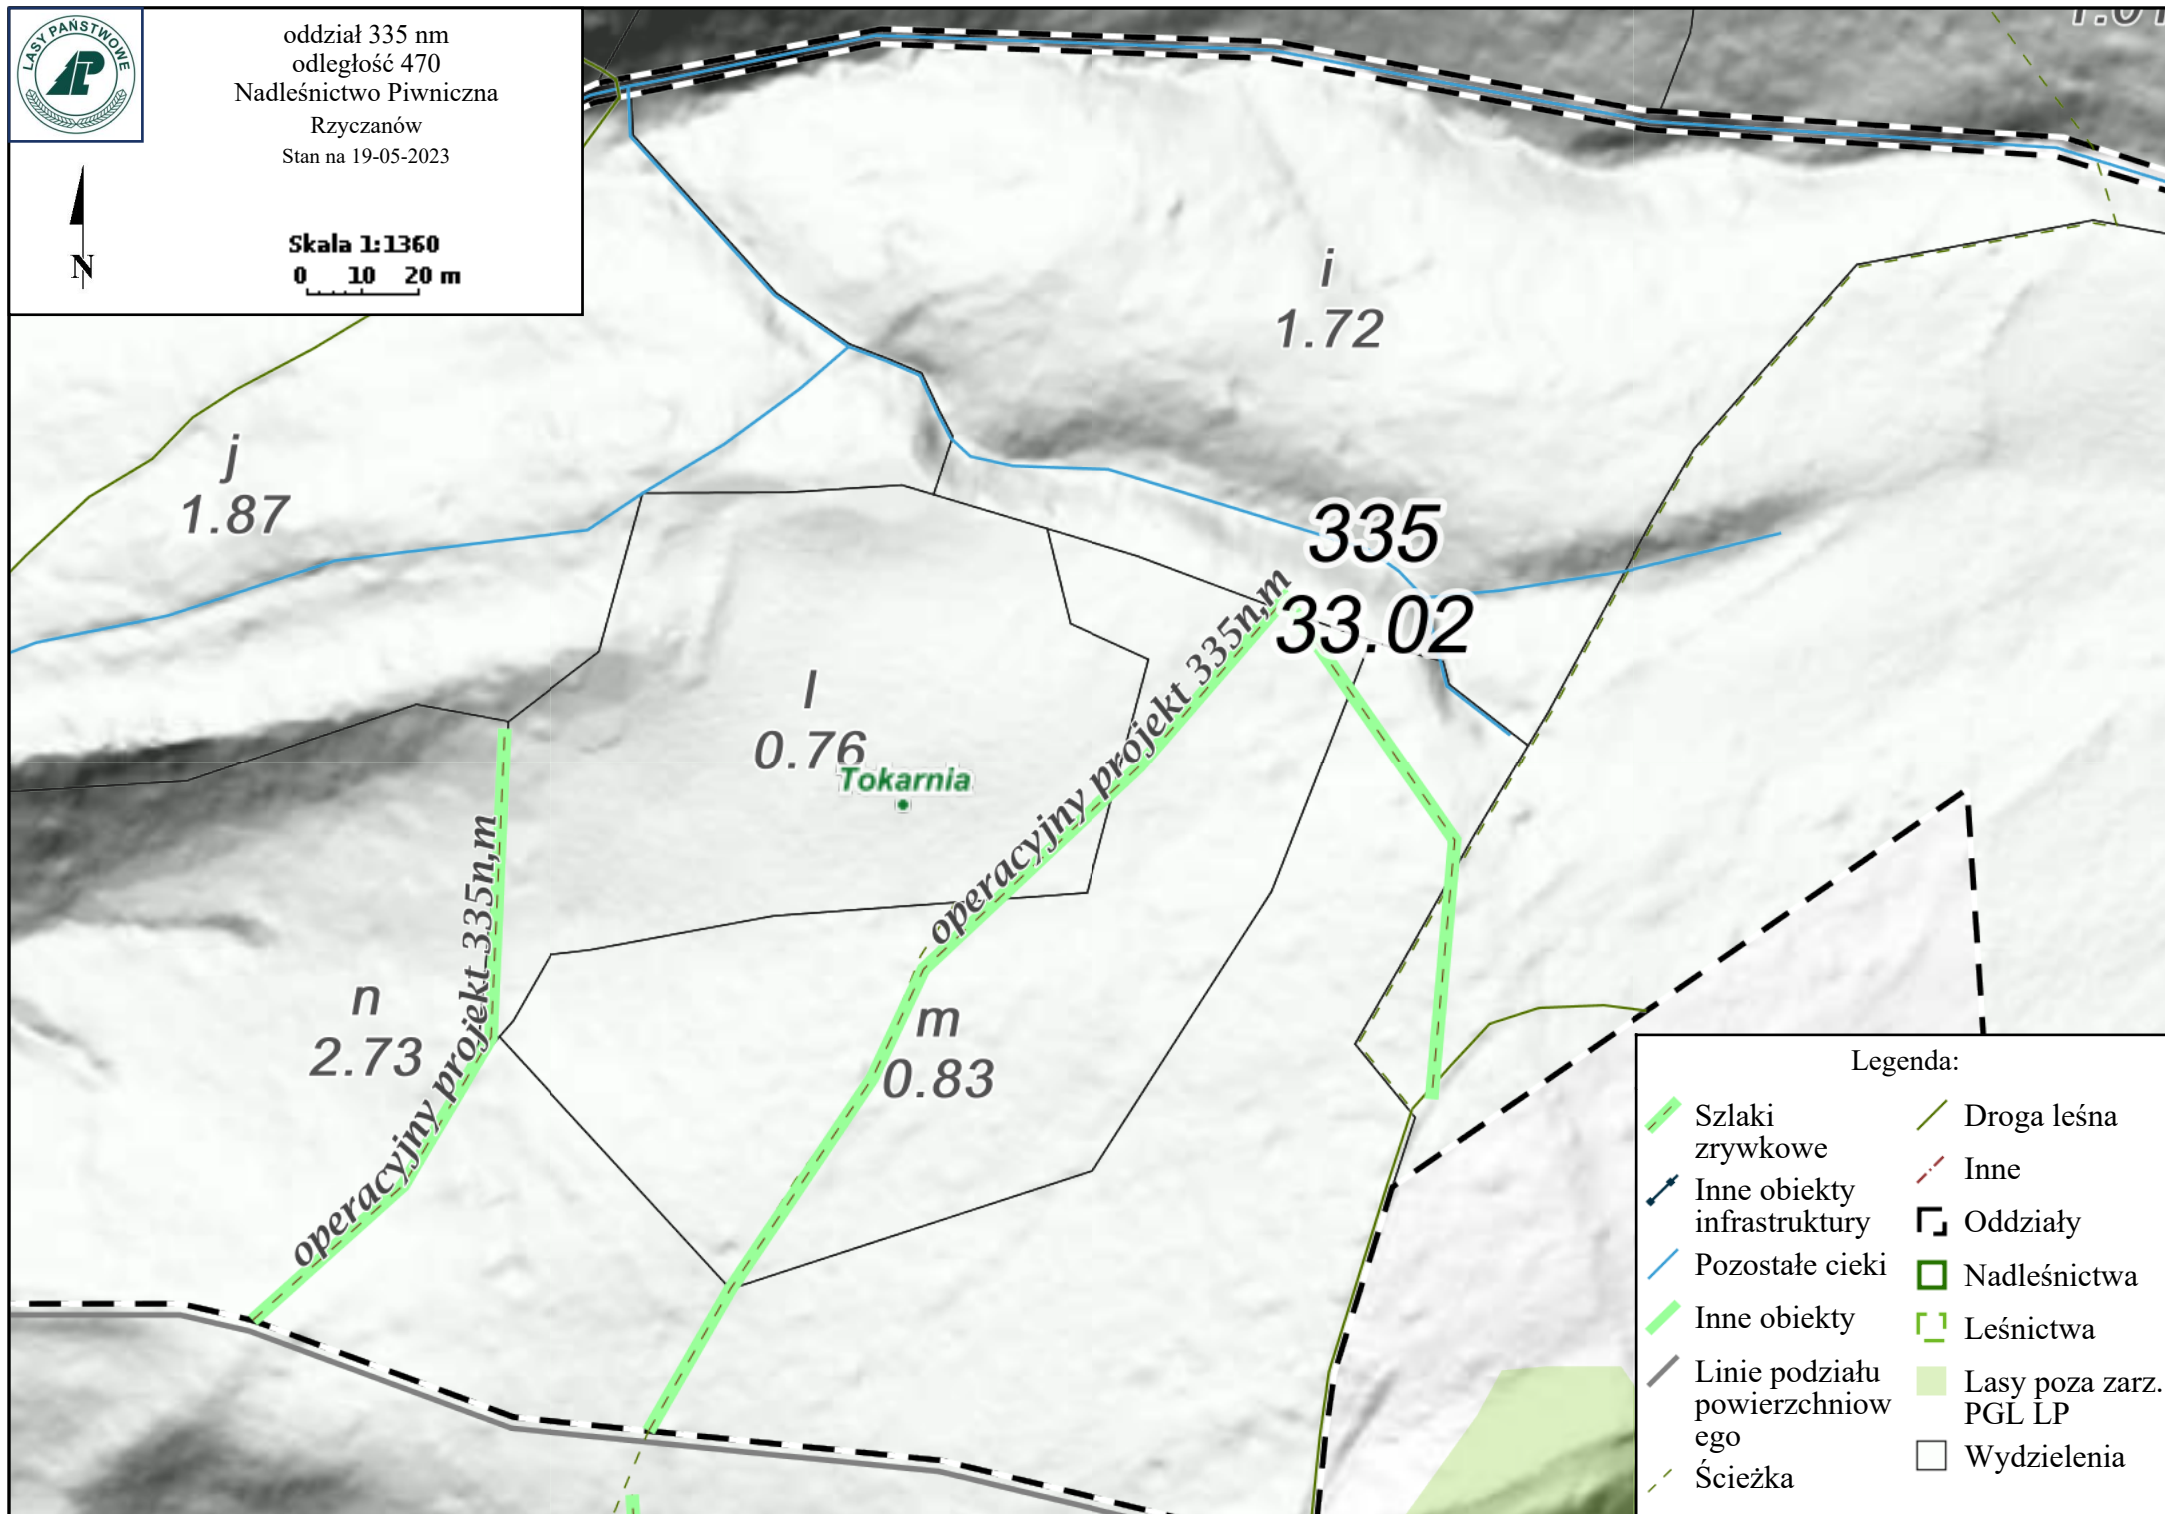 LASY PAŃSTWOWE
LP
oddział 335 nm
odległość 470
Nadleśnictwo Piwniczna
Rzyczanów
Stan na 19-05-2023
N
Skala 1:1360
0 10 20 m
i
1.72
j
1.87
335
33.02
l
0.76
Tokarnia
operacyjny projekt 335n,m
operacyjny projekt 335n,m
n
2.73
m
0.83
Legenda:
Szlaki
zrywkowe
Inne obiekty
infrastruktury
Pozostałe cieki
Inne obiekty
Linie podziału
powierzchniow
ego
Ścieżka
Droga leśna
Inne
Oddziały
Nadleśnictwa
Leśnictwa
Lasy poza zarz.
PGL LP
Wydzielenia